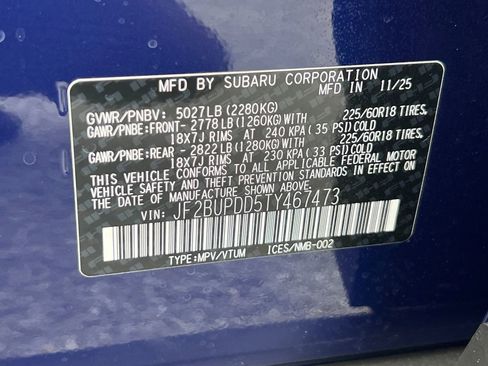 MFD BY SUBARU CORPORATION 11/25
GVWR/PNBV: 5027LB (2280KG)
GAWR/PNBE:FRONT- 2778LB (1260KG)WITH 225/60R18 TIRES,
18X7J RIMS AT 240 KPA (35 PSI)COLD
GAWR/PNBE:REAR - 2822LB (1280KG)WITH 225/60R18 TIRES,
18X7J RIMS AT 230 KPA (33 PSI)COLD
THIS VEHICLE CONFORMS TO ALL APPLICABLE FEDERAL MOTOR
VEHICLE SAFETY AND THEFT PREVENTION STANDARDS IN EFFECT ON
THE DATE OF MANUFACTURE SHOWN ABOVE.
VIN: JF2BUPDD5TY467473
TYPE:MPV/VTUM ICES/NMB-002